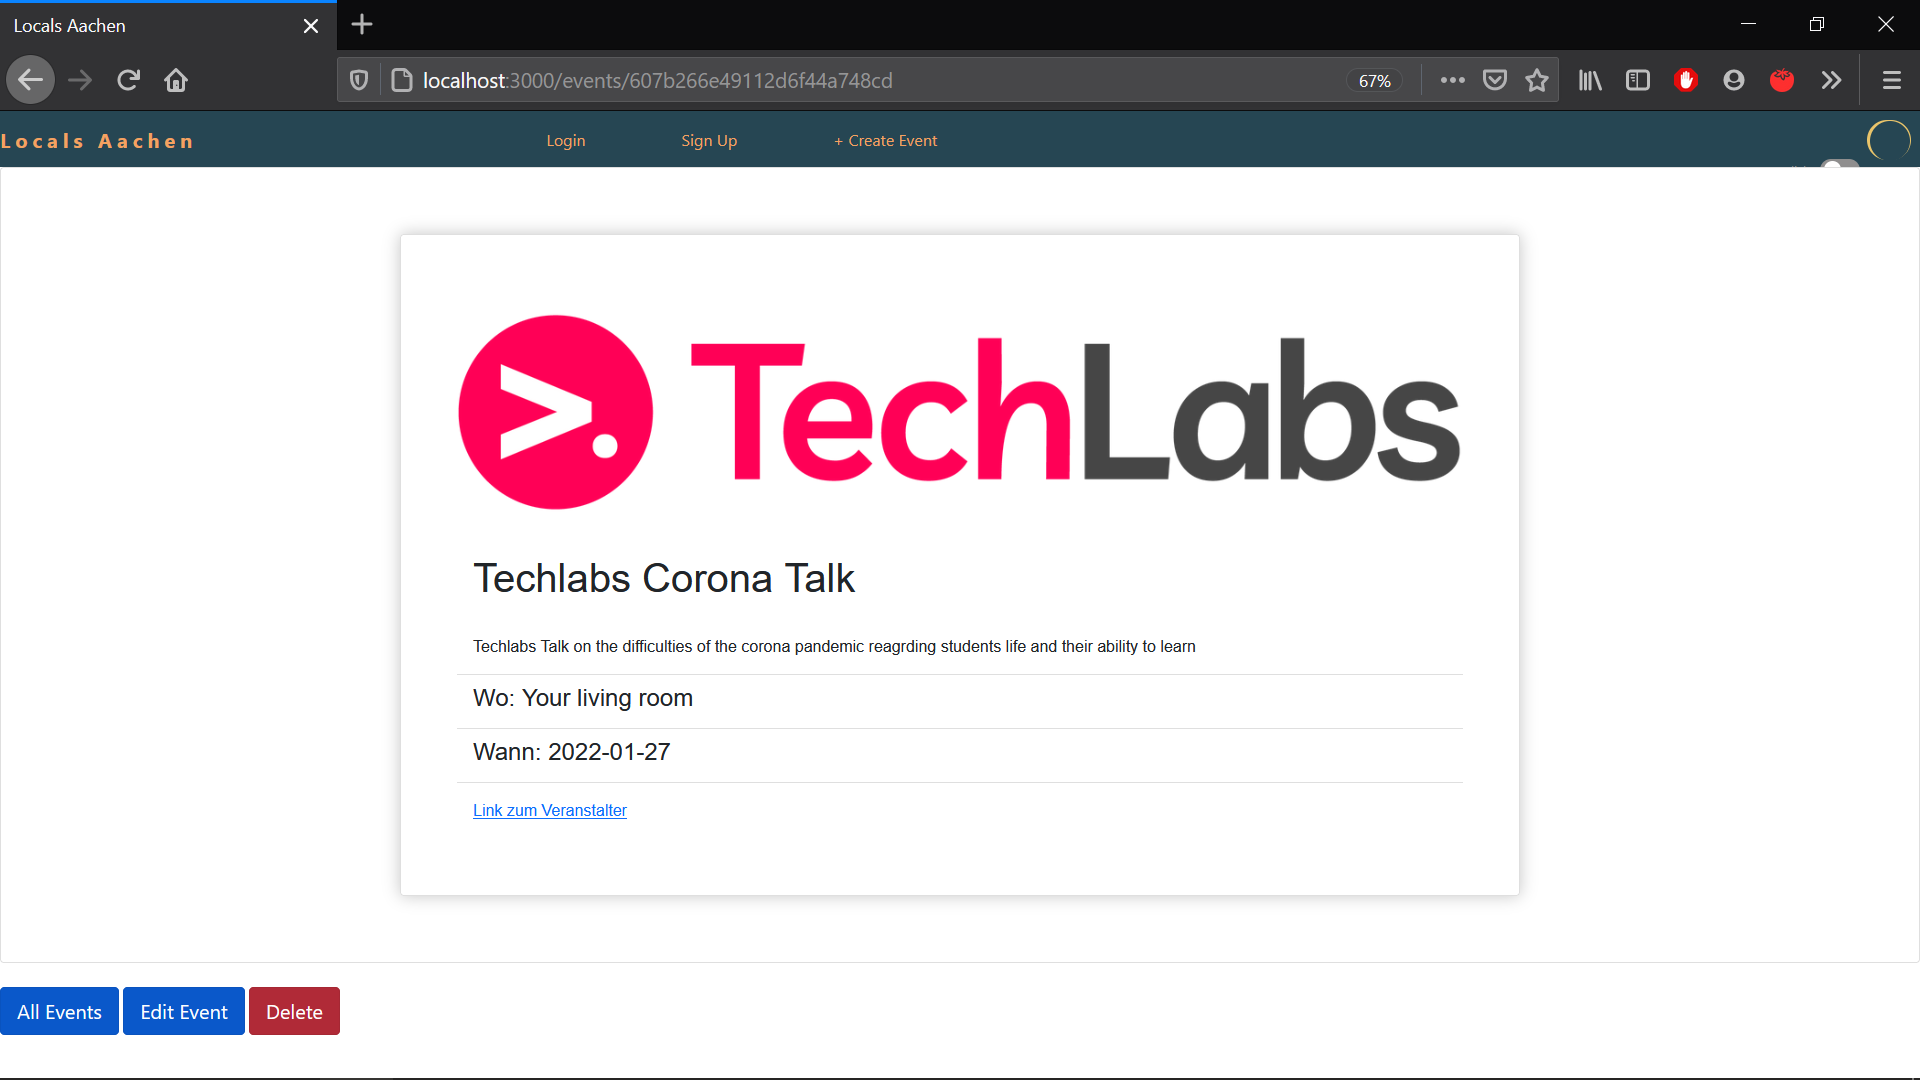 Locals Aachen
localhost:3000/events/607b266e49112d6f44a748cd
67%
Locals Aachen
Login
Sign Up
+ Create Event
TechLabs
Techlabs Corona Talk
Techlabs Talk on the difficulties of the corona pandemic reagrding students life and their ability to learn
Wo: Your living room
Wann: 2022-01-27
Link zum Veranstalter
All Events
Edit Event
Delete